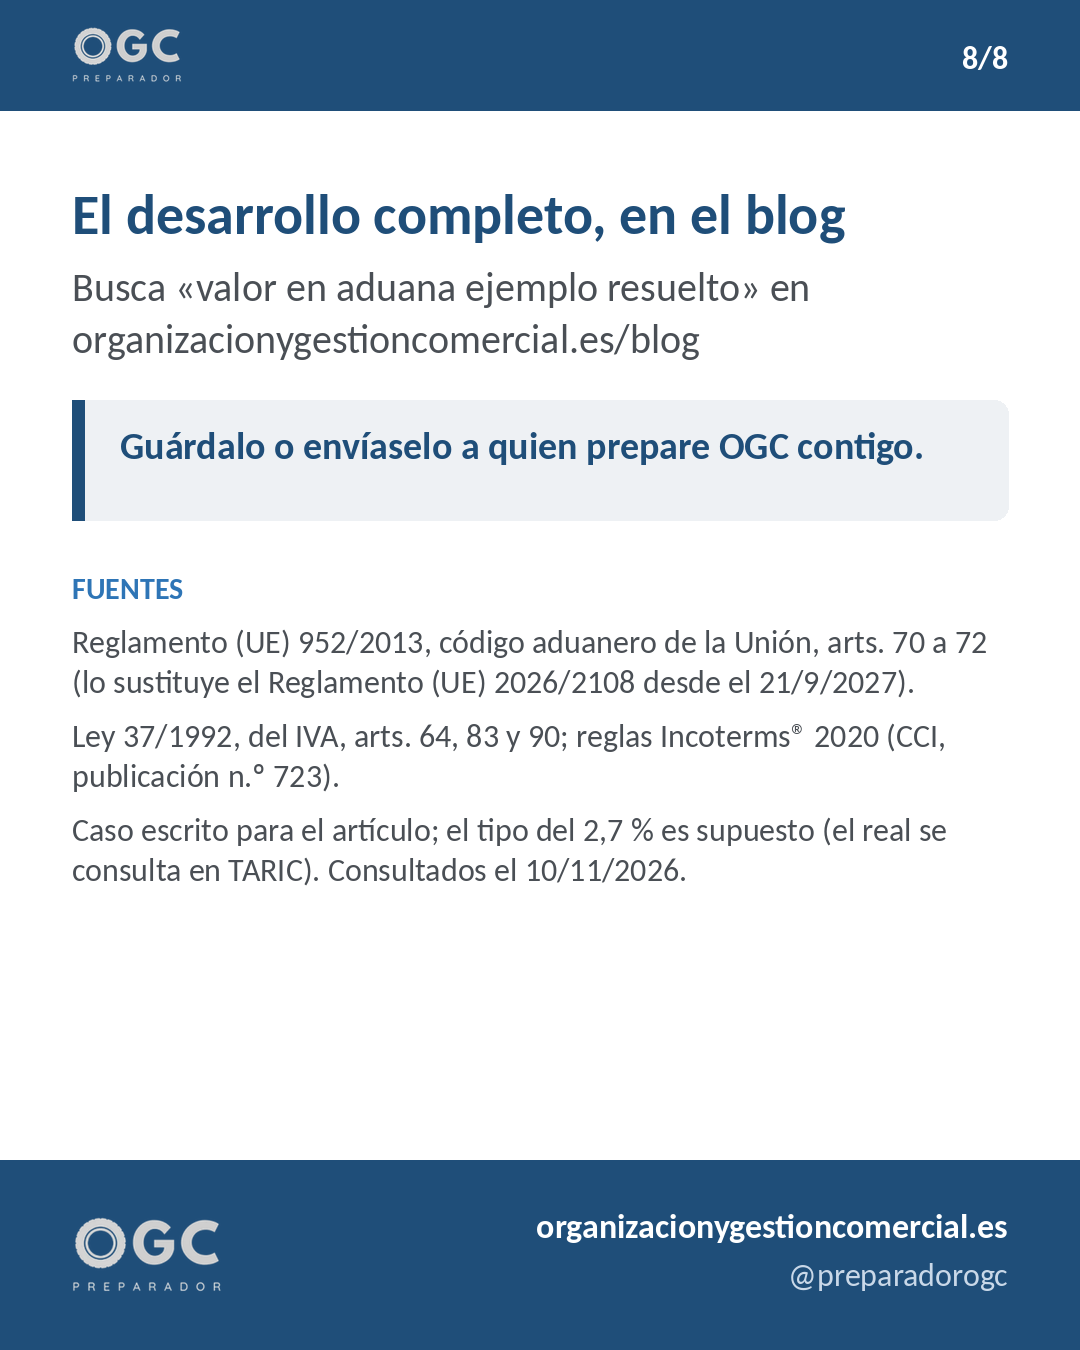 OGC
PREPARADOR
8/8
El desarrollo completo, en el blog
Busca «valor en aduana ejemplo resuelto» en
organizacionygestioncomercial.es/blog
Guárdalo o envíaselo a quien prepare OGC contigo.
FUENTES
Reglamento (UE) 952/2013, código aduanero de la Unión, arts. 70 a 72
(lo sustituye el Reglamento (UE) 2026/2108 desde el 21/9/2027).
Ley 37/1992, del IVA, arts. 64, 83 y 90; reglas Incoterms® 2020 (CCI,
publicación n.º 723).
Caso escrito para el artículo; el tipo del 2,7 % es supuesto (el real se
consulta en TARIC). Consultados el 10/11/2026.
OGC
PREPARADOR
organizacionygestioncomercial.es
@preparadorogc